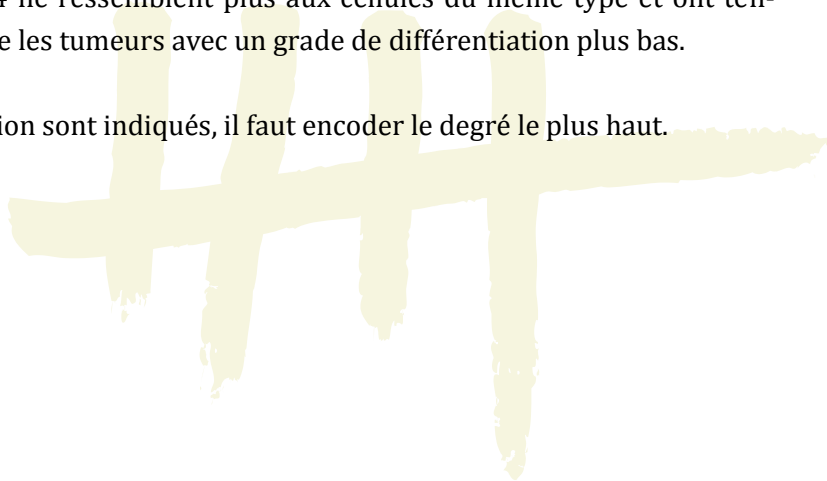 4 ne ressemblent plus aux cellules du même type et ont ten-
e les tumeurs avec un grade de différentiation plus bas.
ion sont indiqués, il faut encoder le degré le plus haut.